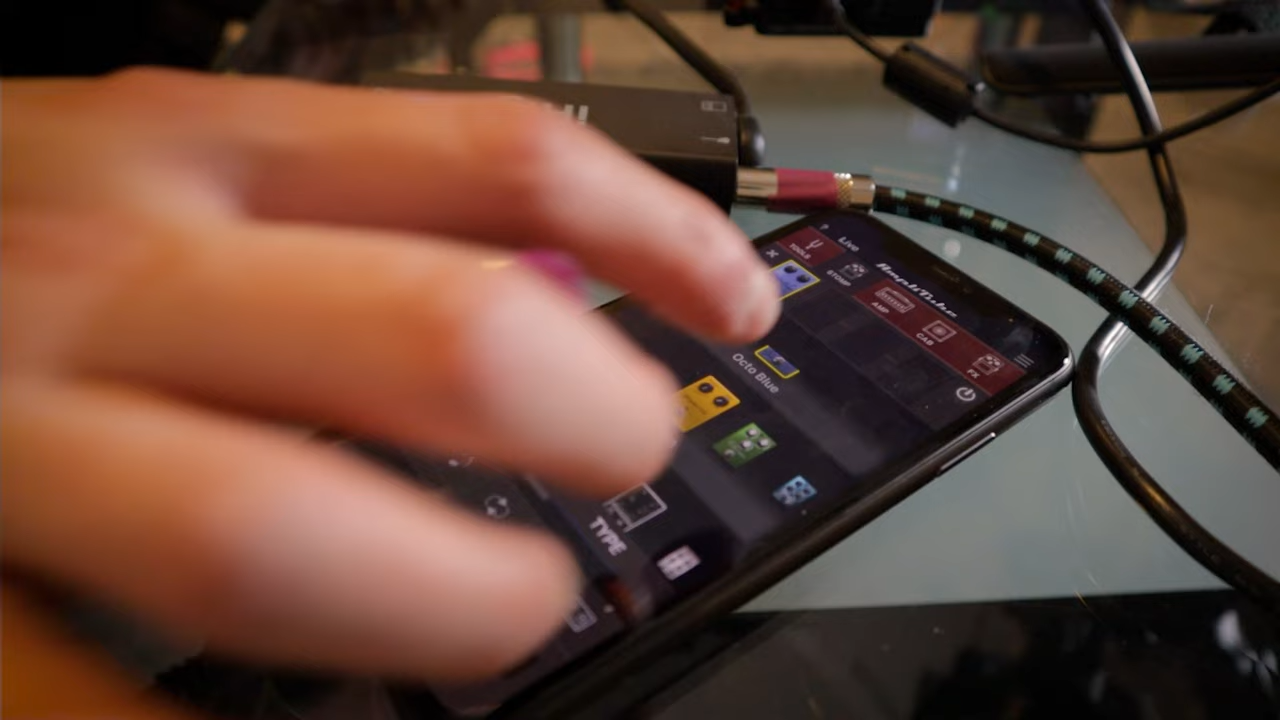 ?
Live
AmpliTube
TOOLS
STOMP
AMP
CAB
FX
Octo Blue
TYPE